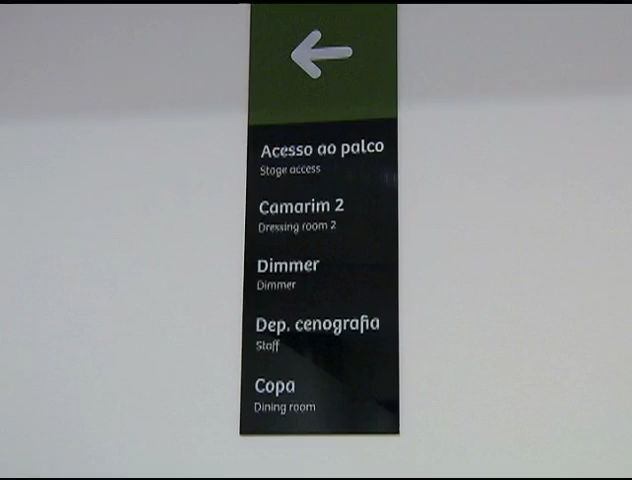 Acesso ao palco
Stage access
Camarim 2
Dressing room 2
Dimmer
Dimmer
Dep. cenografia
Staff
Copa
Dining room